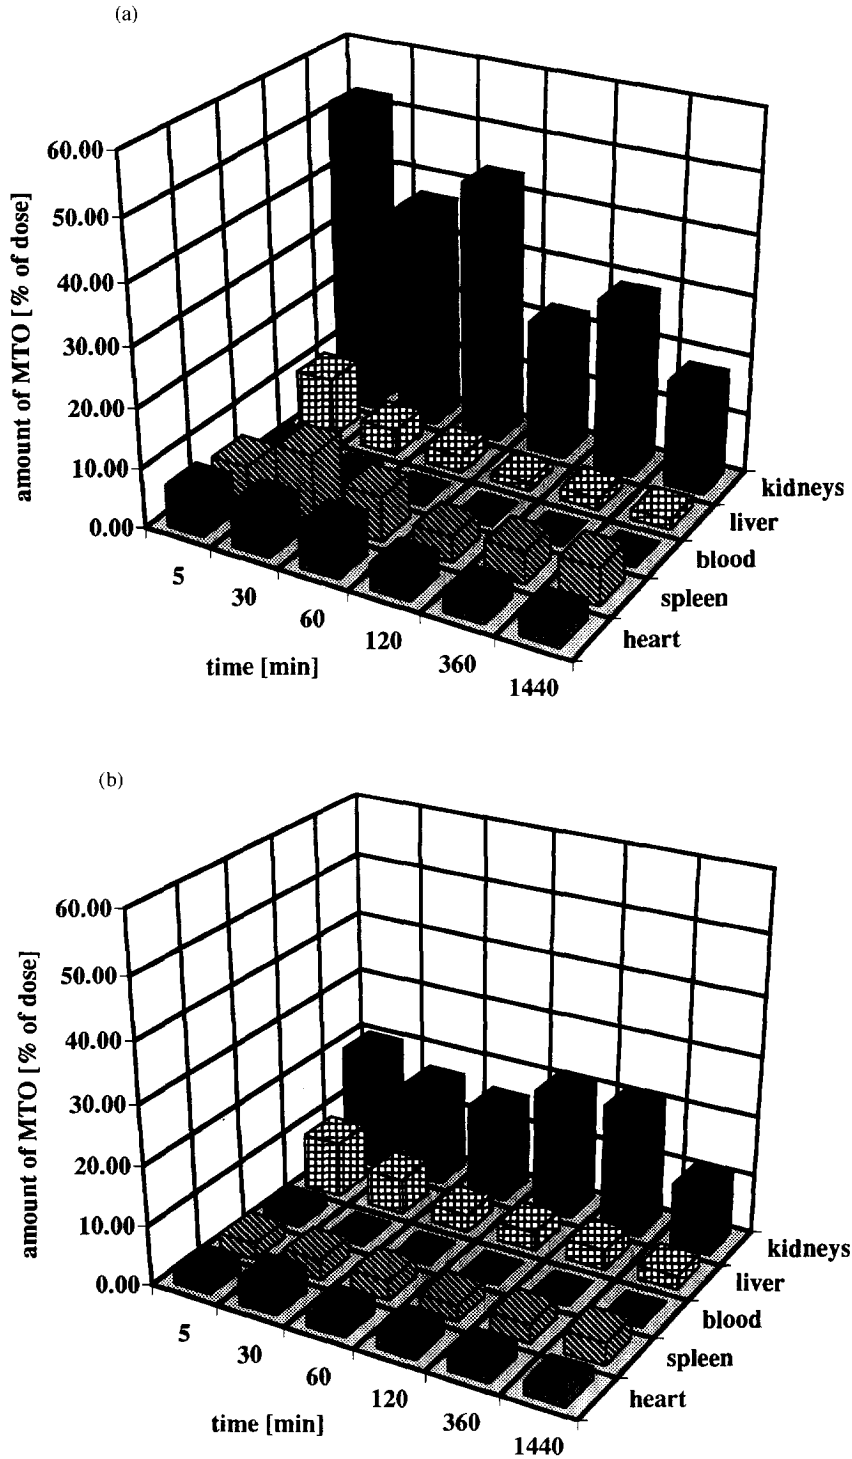 (a)
amount of MTO [% of dose]
60.00
50.00
40.00
30.00
20.00
10.00
0.00
5
30
60
120
360
1440
time [min]
kidneys
liver
blood
spleen
heart
(b)
amount of MTO [% of dose]
60.00
50.00
40.00
30.00
20.00
10.00
0.00
5
30
60
120
360
1440
time [min]
kidneys
liver
blood
spleen
heart